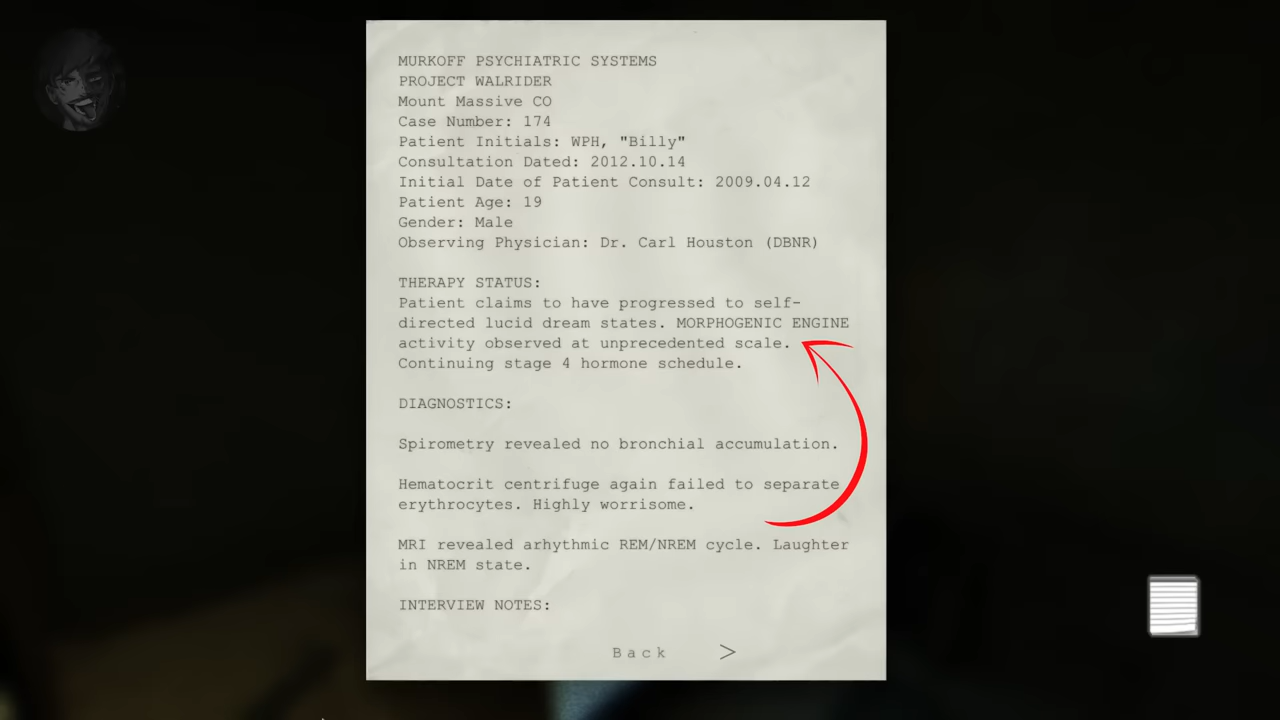 MURKOFF PSYCHIATRIC SYSTEMS
PROJECT WALRIDER
Mount Massive CO
Case Number: 174
Patient Initials: WPH, "Billy"
Consultation Dated: 2012.10.14
Initial Date of Patient Consult: 2009.04.12
Patient Age: 19
Gender: Male
Observing Physician: Dr. Carl Houston (DBNR)
THERAPY STATUS:
Patient claims to have progressed to self-
directed lucid dream states. MORPHOGENIC ENGINE
activity observed at unprecedented scale.
Continuing stage 4 hormone schedule.
DIAGNOSTICS:
Spirometry revealed no bronchial accumulation.
Hematocrit centrifuge again failed to separate
erythrocytes. Highly worrisome.
MRI revealed arhythmic REM/NREM cycle. Laughter
in NREM state.
INTERVIEW NOTES:
Back >